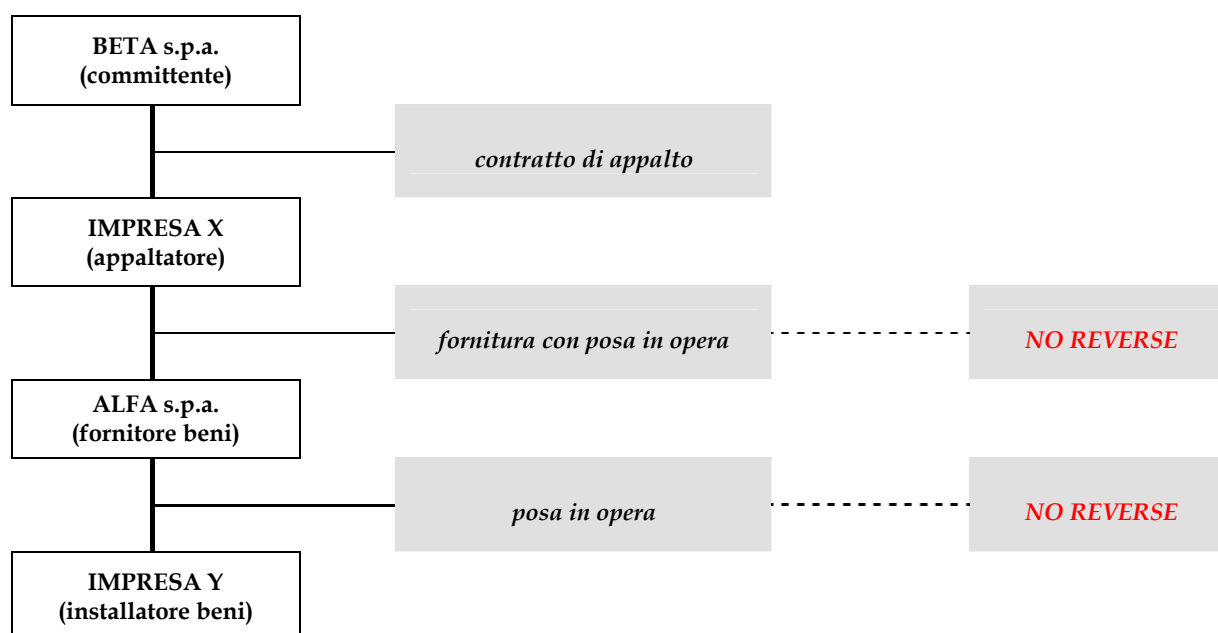 BETA s.p.a.
(committente)
contratto di appalto
IMPRESA X
(appaltatore)
fornitura con posa in opera
NO REVERSE
ALFA s.p.a.
(fornitore beni)
posa in opera
NO REVERSE
IMPRESA Y
(installatore beni)